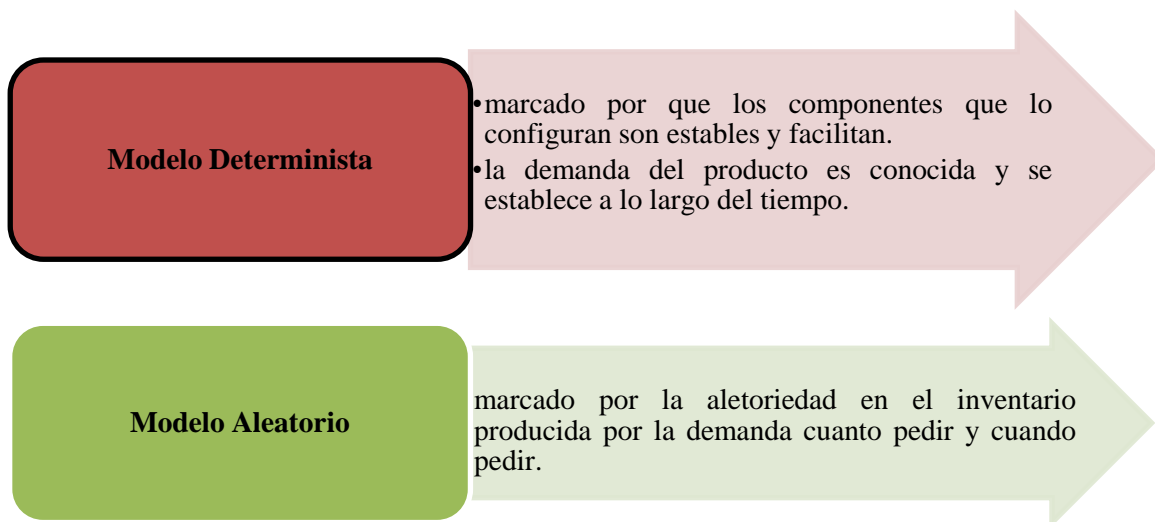 Modelo Determinista
•marcado por que los componentes que lo
configuran son estables y facilitan.
•la demanda del producto es conocida y se
establece a lo largo del tiempo.
Modelo Aleatorio
marcado por la aletoriedad en el inventario
producida por la demanda cuanto pedir y cuando
pedir.